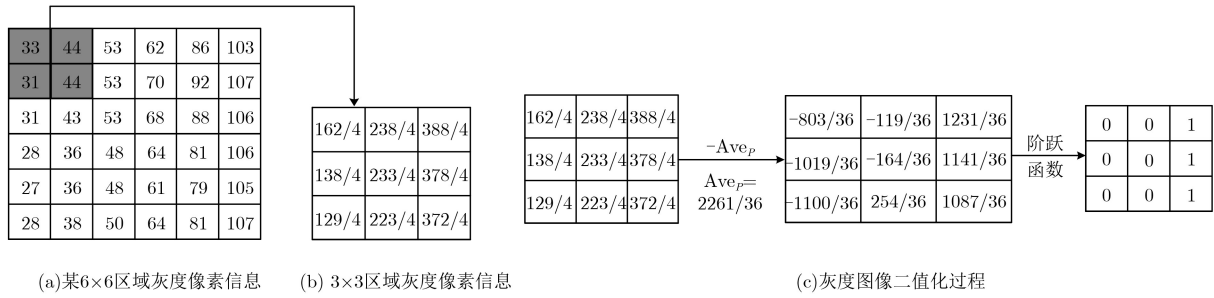 33 44 53 62 86 103
31 44 53 70 92 107
31 43 53 68 88 106
28 36 48 64 81 106
27 36 48 61 79 105
28 38 50 64 81 107
(a)某6×6区域灰度像素信息
162/4 238/4 388/4
138/4 233/4 378/4
129/4 223/4 372/4
(b) 3×3区域灰度像素信息
162/4 238/4 388/4
138/4 233/4 378/4
129/4 223/4 372/4
−Ave_P
Ave_P=
2261/36
−803/36 −119/36 1231/36
−1019/36 −164/36 1141/36
−1100/36 254/36 1087/36
阶跃
函数
0 0 1
0 0 1
0 0 1
(c)灰度图像二值化过程